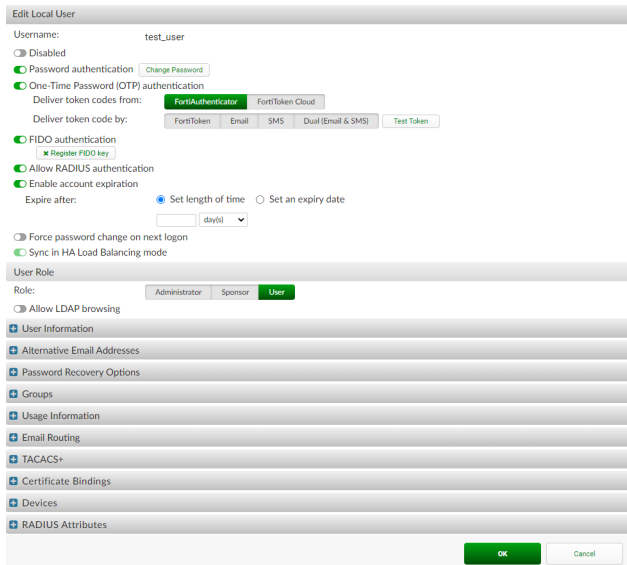 Edit Local User
Username: test_user
Disabled
Password authentication Change Password
One-Time Password (OTP) authentication
Deliver token codes from: FortiAuthenticator FortiToken Cloud
Deliver token code by: FortiToken Email SMS Dual (Email & SMS) Test Token
FIDO authentication
Register FIDO key
Allow RADIUS authentication
Enable account expiration
Expire after: Set length of time Set an expiry date
day(s)
Force password change on next logon
Sync in HA Load Balancing mode
User Role
Role: Administrator Sponsor User
Allow LDAP browsing
User Information
Alternative Email Addresses
Password Recovery Options
Groups
Usage Information
Email Routing
TACACS+
Certificate Bindings
Devices
RADIUS Attributes
OK Cancel